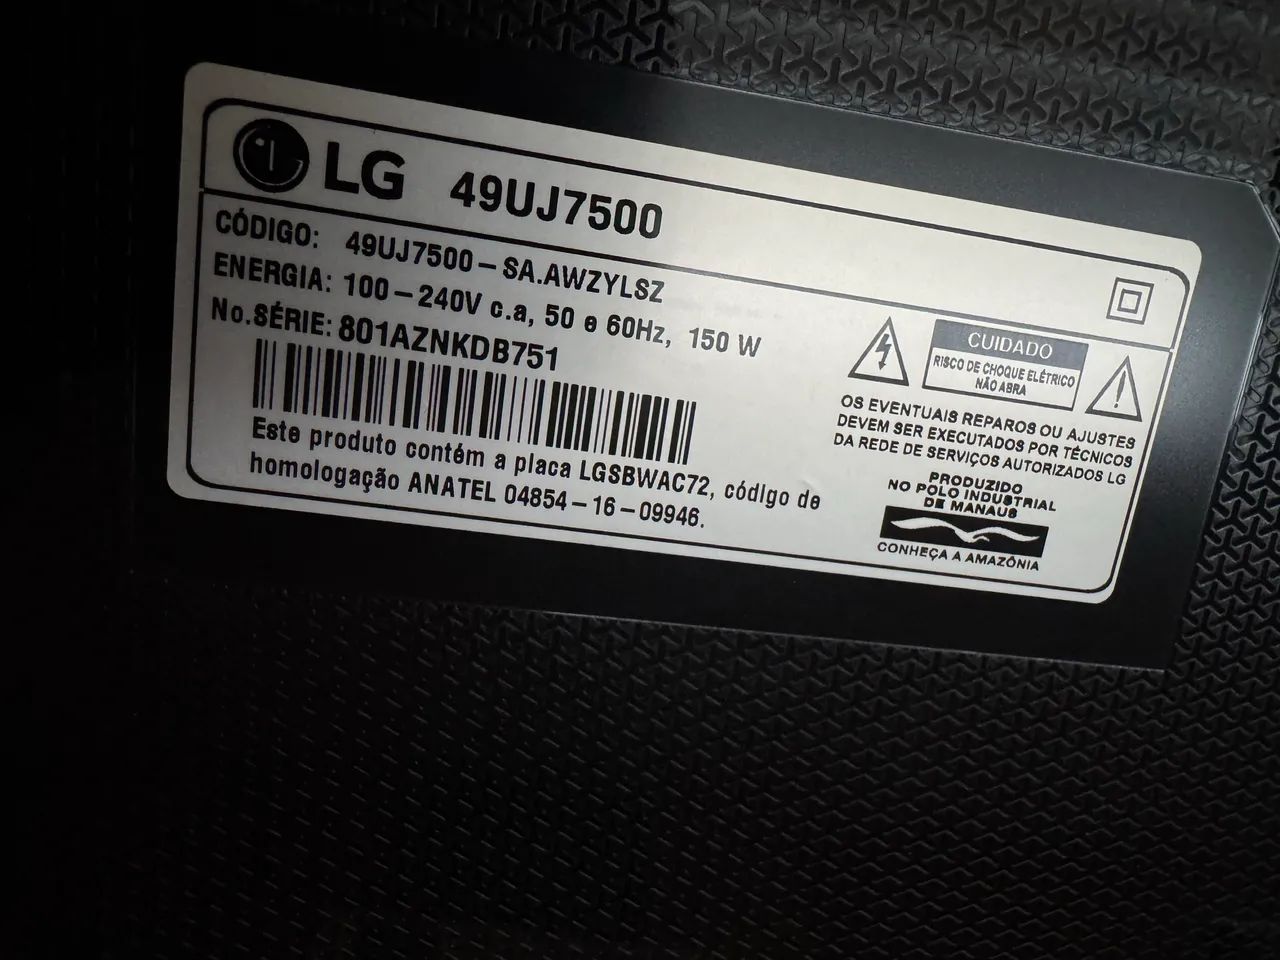 LG 49UJ7500
CÓDIGO: 49UJ7500-SA.AWZYLSZ
ENERGIA: 100-240V c.a, 50 e 60Hz, 150 W
No.SÉRIE: 801AZNKDB751
Este produto contém a placa LGSBWAC72, código de
homologação ANATEL 04854-16-09946.
CUIDADO
RISCO DE CHOQUE ELÉTRICO
NÃO ABRA
OS EVENTUAIS REPAROS OU AJUSTES
DEVEM SER EXECUTADOS POR TÉCNICOS
DA REDE DE SERVIÇOS AUTORIZADOS LG
PRODUZIDO
NO POLO INDUSTRIAL
DE MANAUS
CONHEÇA A AMAZÔNIA